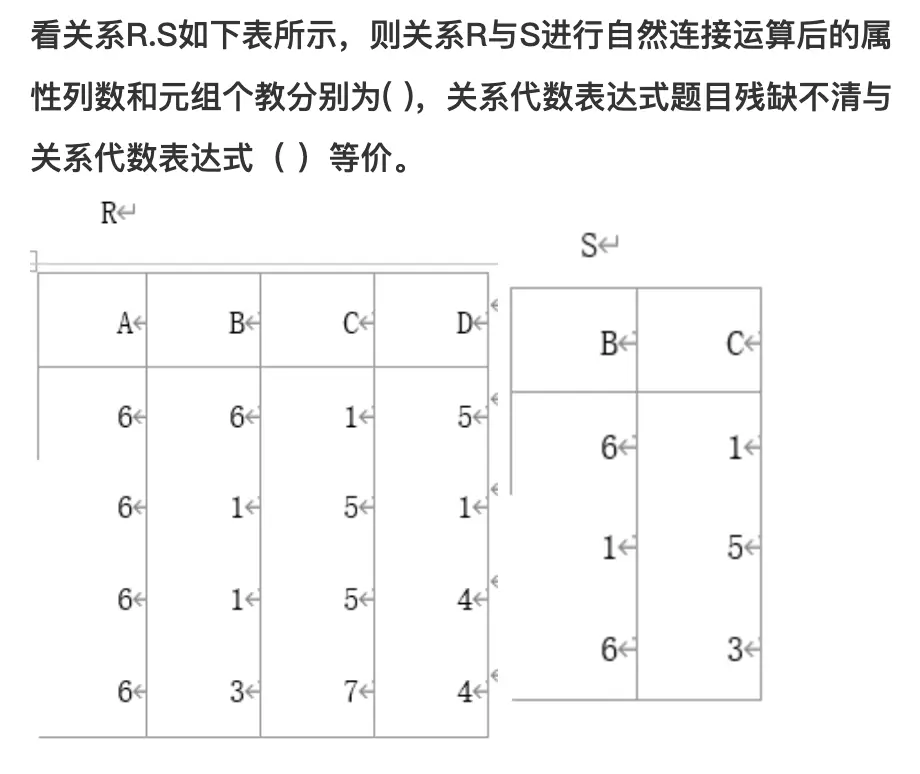 看关系R.S如下表所示，则关系R与S进行自然连接运算后的属
性列数和元组个教分别为( )，关系代数表达式题目残缺不清与
关系代数表达式（ ）等价。
R↵
S↵
A↵ B↵ C↵ D↵
6↵ 6↵ 1↵ 5↵
6↵ 1↵ 5↵ 1↵
6↵ 1↵ 5↵ 4↵
6↵ 3↵ 7↵ 4↵
B↵ C↵
6↵ 1↵
1↵ 5↵
6↵ 3↵